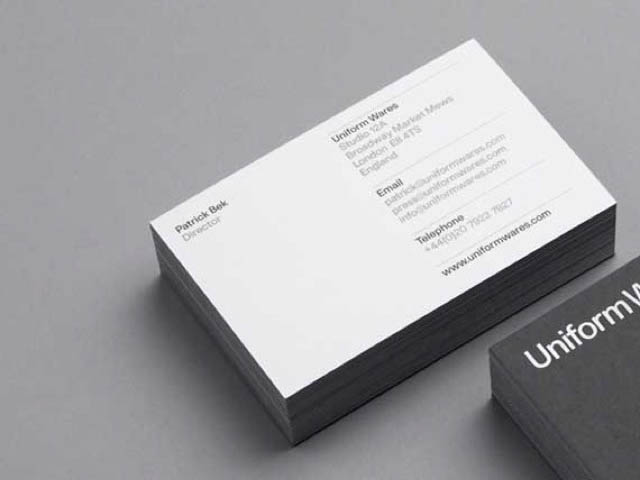 Patrick Bek
Director
Uniform Wares
Studio 12A
Broadway Market Mews
London E8 4TS
England
Email
patrick@uniformwares.com
press@uniformwares.com
info@uniformwares.com
Telephone
+44(0)20 7923 7827
www.uniformwares.com
Uniform W